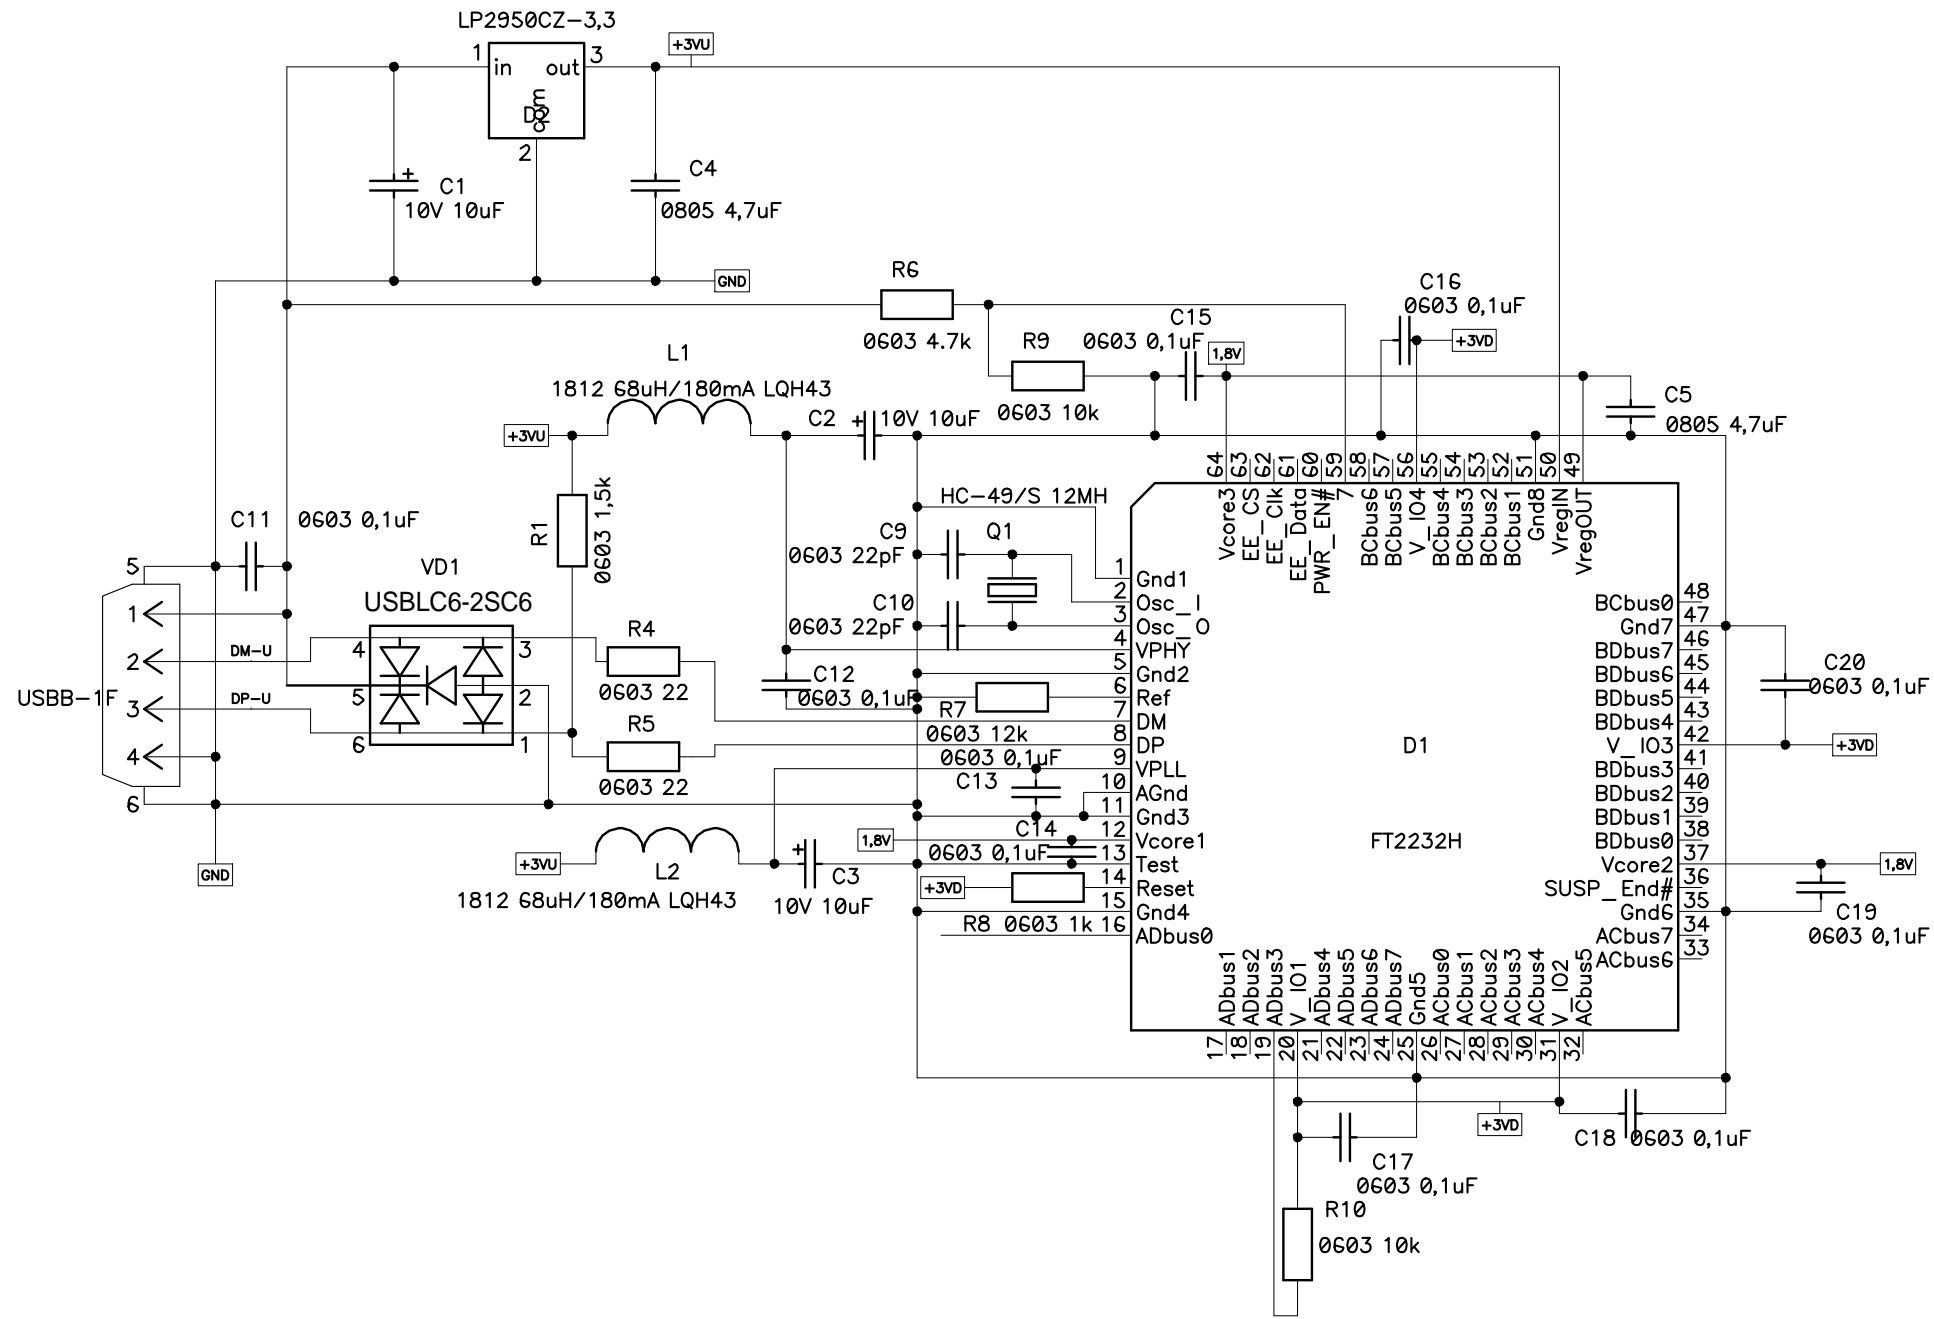 LP2950CZ-3,3
+3VU
1
3
in
out
com
D2
2
C1
10V 10uF
C4
0805 4,7uF
GND
R6
0603 4.7k
C16
0603 0,1uF
+3VD
C15
0603 0,1uF
1,8V
R9
0603 10k
C5
0805 4,7uF
L1
1812 68uH/180mA LQH43
+3VU
C2
10V 10uF
R1
0603 1,5k
C11
0603 0,1uF
VD1
USBLC6-2SC6
4
3
5
2
6
1
USBB-1F
5
1
2
3
4
6
DM-U
DP-U
GND
R4
0603 22
R5
0603 22
HC-49/S 12MH
C9
0603 22pF
Q1
C10
0603 22pF
C12
0603 0,1uF
R7
0603 12k
0603 0,1uF
C13
C14
1,8V
0603 0,1uF
+3VU
L2
1812 68uH/180mA LQH43
C3
10V 10uF
+3VD
R8 0603 1k
D1
FT2232H
1 Gnd1
2 Osc_I
3 Osc_O
4 VPHY
5 Gnd2
6 Ref
7 DM
8 DP
9 VPLL
10 AGnd
11 Gnd3
12 Vcore1
13 Test
14 Reset
15 Gnd4
16 ADbus0
17 ADbus1
18 ADbus2
19 ADbus3
20 V_IO1
21 ADbus4
22 ADbus5
23 ADbus6
24 ADbus7
25 Gnd5
26 ACbus0
27 ACbus1
28 ACbus2
29 ACbus3
30 ACbus4
31 V_IO2
32 ACbus5
33 ACbus6
34 ACbus7
35 Gnd6
36 SUSP_End#
37 Vcore2
38 BDbus0
39 BDbus1
40 BDbus2
41 BDbus3
42 V_IO3
43 BDbus4
44 BDbus5
45 BDbus6
46 BDbus7
47 Gnd7
48 BCbus0
49 VregOUT
50 VregIN
51 Gnd8
52 BCbus1
53 BCbus2
54 BCbus3
55 BCbus4
56 V_IO4
57 BCbus5
58 BCbus6
59 7
60 PWR_EN#
61 EE_Data
62 EE_Clk
63 EE_CS
64 Vcore3
C20
0603 0,1uF
+3VD
1,8V
C19
0603 0,1uF
+3VD
C18 0603 0,1uF
C17
0603 0,1uF
R10
0603 10k